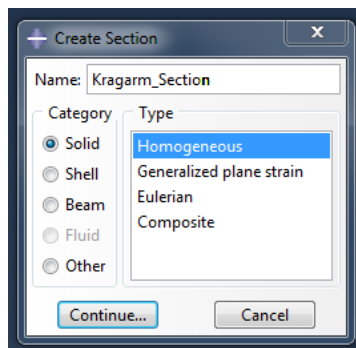 Create Section
x
Name: Kragarm_Section
Category
Type
Solid
Shell
Beam
Fluid
Other
Homogeneous
Generalized plane strain
Eulerian
Composite
Continue...
Cancel